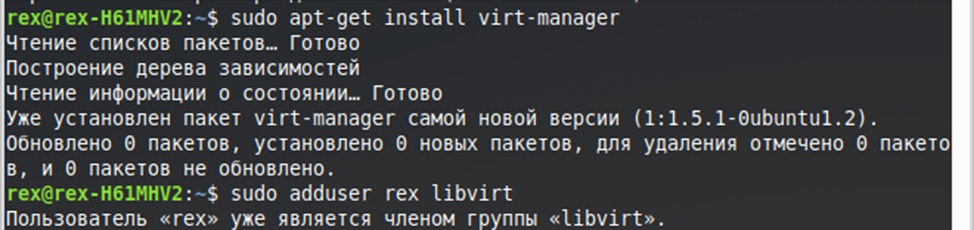 rex@rex-H61MHV2:~$ sudo apt-get install virt-manager
Чтение списков пакетов… Готово
Построение дерева зависимостей
Чтение информации о состоянии… Готово
Уже установлен пакет virt-manager самой новой версии (1:1.5.1-0ubuntu1.2).
Обновлено 0 пакетов, установлено 0 новых пакетов, для удаления отмечено 0 пакето
в, и 0 пакетов не обновлено.
rex@rex-H61MHV2:~$ sudo adduser rex libvirt
Пользователь «rex» уже является членом группы «libvirt».